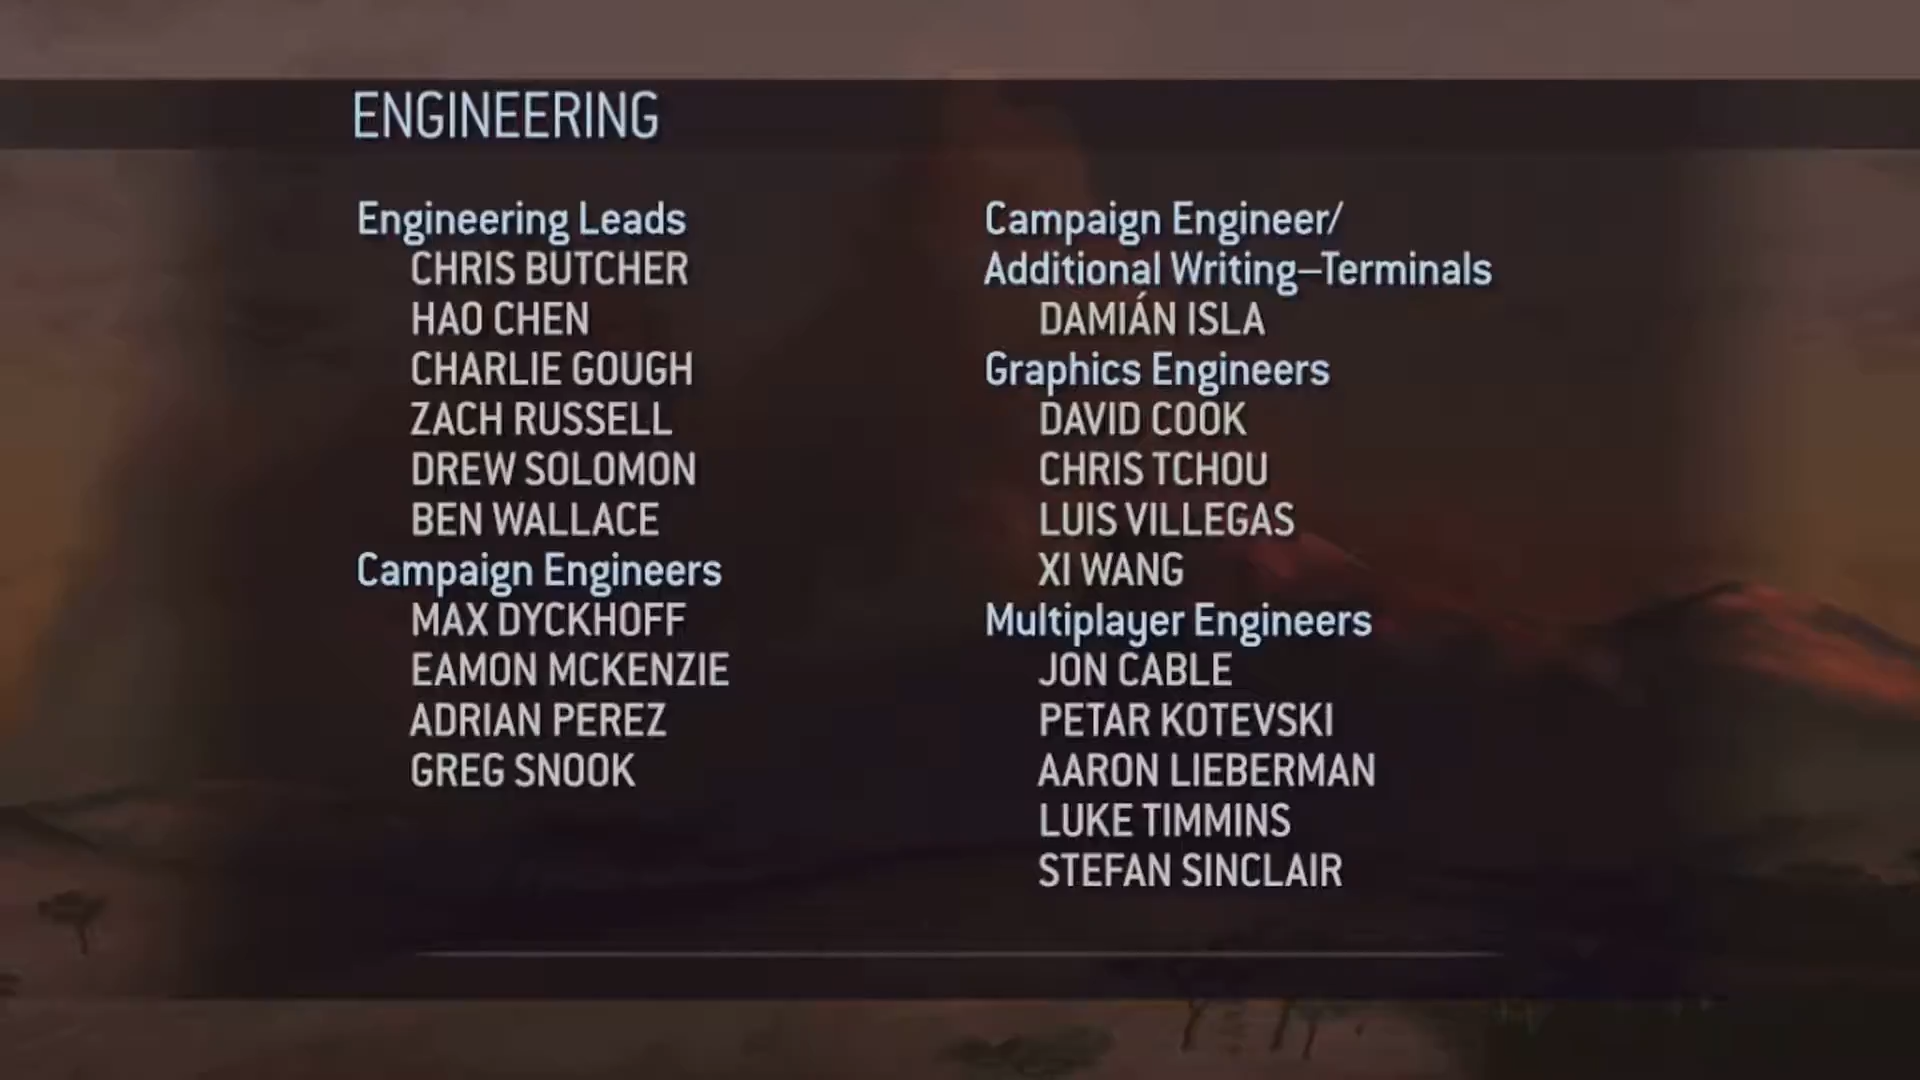 ENGINEERING
Engineering Leads
CHRIS BUTCHER
HAO CHEN
CHARLIE GOUGH
ZACH RUSSELL
DREW SOLOMON
BEN WALLACE
Campaign Engineers
MAX DYCKHOFF
EAMON MCKENZIE
ADRIAN PEREZ
GREG SNOOK
Campaign Engineer/
Additional Writing–Terminals
DAMIÁN ISLA
Graphics Engineers
DAVID COOK
CHRIS TCHOU
LUIS VILLEGAS
XI WANG
Multiplayer Engineers
JON CABLE
PETAR KOTEVSKI
AARON LIEBERMAN
LUKE TIMMINS
STEFAN SINCLAIR